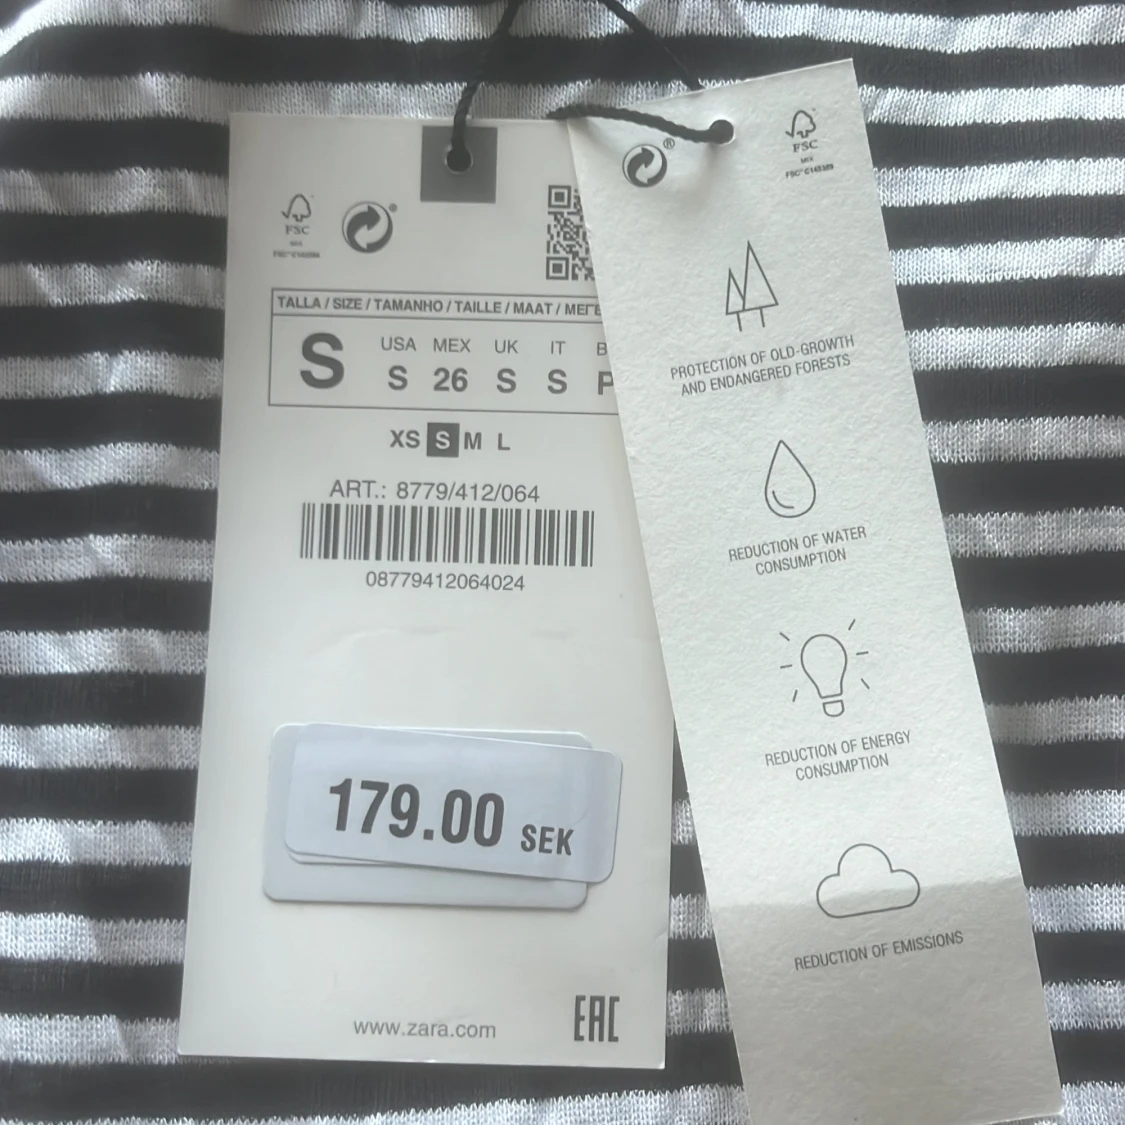 FSC
MIX
TALLA / SIZE / TAMANHO / TAILLE / MAAT /
S
USA MEX UK IT
S 26 S S
XS S M L
ART.: 8779/412/064
08779412064024
179.00 SEK
www.zara.com
EAC
®
FSC
MIX
PROTECTION OF OLD-GROWTH
AND ENDANGERED FORESTS
REDUCTION OF WATER
CONSUMPTION
REDUCTION OF ENERGY
CONSUMPTION
REDUCTION OF EMISSIONS